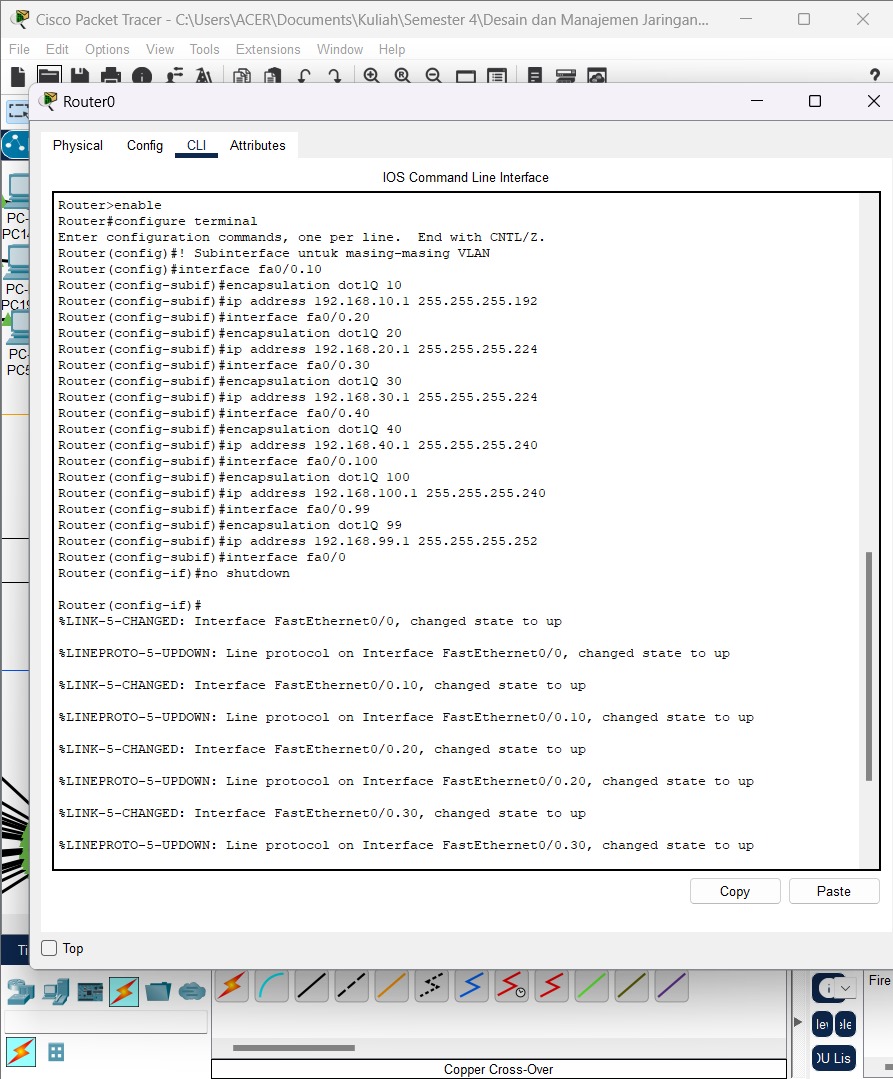 Cisco Packet Tracer - C:\Users\ACER\Documents\Kuliah\Semester 4\Desain dan Manajemen Jaringan...
File Edit Options View Tools Extensions Window Help
Router0
Physical Config CLI Attributes
IOS Command Line Interface
Router>enable
Router#configure terminal
Enter configuration commands, one per line.  End with CNTL/Z.
Router(config)#! Subinterface untuk masing-masing VLAN
Router(config)#interface fa0/0.10
Router(config-subif)#encapsulation dot1Q 10
Router(config-subif)#ip address 192.168.10.1 255.255.255.192
Router(config-subif)#interface fa0/0.20
Router(config-subif)#encapsulation dot1Q 20
Router(config-subif)#ip address 192.168.20.1 255.255.255.224
Router(config-subif)#interface fa0/0.30
Router(config-subif)#encapsulation dot1Q 30
Router(config-subif)#ip address 192.168.30.1 255.255.255.224
Router(config-subif)#interface fa0/0.40
Router(config-subif)#encapsulation dot1Q 40
Router(config-subif)#ip address 192.168.40.1 255.255.255.240
Router(config-subif)#interface fa0/0.100
Router(config-subif)#encapsulation dot1Q 100
Router(config-subif)#ip address 192.168.100.1 255.255.255.240
Router(config-subif)#interface fa0/0.99
Router(config-subif)#encapsulation dot1Q 99
Router(config-subif)#ip address 192.168.99.1 255.255.255.252
Router(config-subif)#interface fa0/0
Router(config-if)#no shutdown
Router(config-if)#
%LINK-5-CHANGED: Interface FastEthernet0/0, changed state to up
%LINEPROTO-5-UPDOWN: Line protocol on Interface FastEthernet0/0, changed state to up
%LINK-5-CHANGED: Interface FastEthernet0/0.10, changed state to up
%LINEPROTO-5-UPDOWN: Line protocol on Interface FastEthernet0/0.10, changed state to up
%LINK-5-CHANGED: Interface FastEthernet0/0.20, changed state to up
%LINEPROTO-5-UPDOWN: Line protocol on Interface FastEthernet0/0.20, changed state to up
%LINK-5-CHANGED: Interface FastEthernet0/0.30, changed state to up
%LINEPROTO-5-UPDOWN: Line protocol on Interface FastEthernet0/0.30, changed state to up
Copy Paste
Top
PC-
PC-
PC-
Ti
Fire
Copper Cross-Over